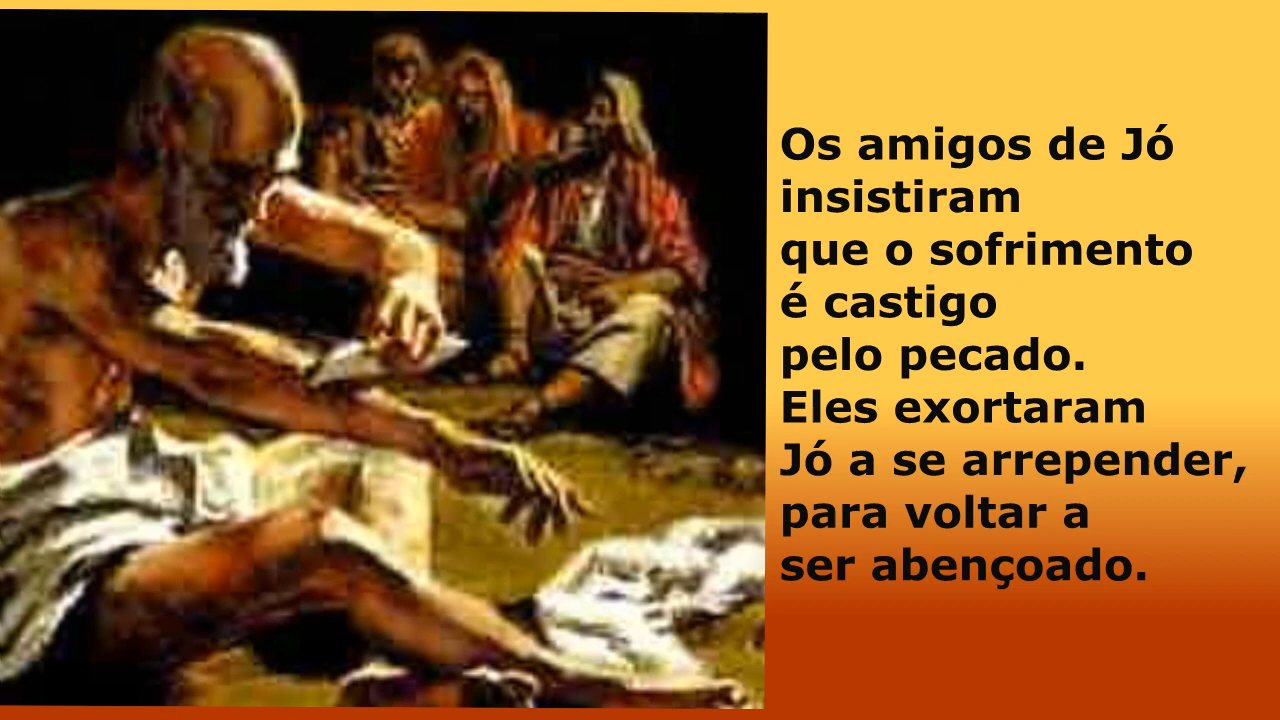 Os amigos de Jó
insistiram
que o sofrimento
é castigo
pelo pecado.
Eles exortaram
Jó a se arrepender,
para voltar a
ser abençoado.